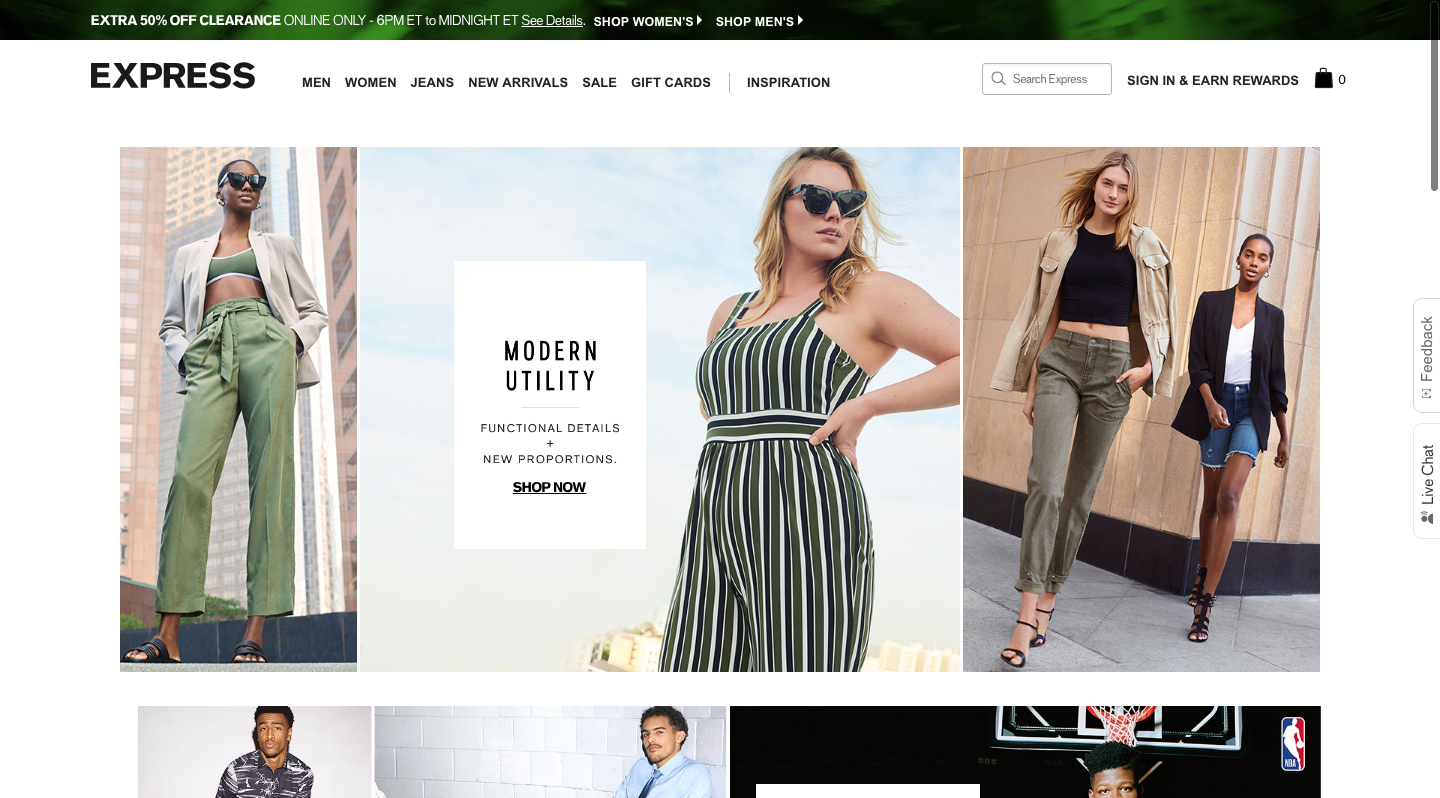 EXTRA 50% OFF CLEARANCE ONLINE ONLY - 6PM ET to MIDNIGHT ET See Details. SHOP WOMEN'S SHOP MEN'S
EXPRESS MEN WOMEN JEANS NEW ARRIVALS SALE GIFT CARDS INSPIRATION Search Express SIGN IN & EARN REWARDS 0
MODERN
UTILITY
FUNCTIONAL DETAILS
+
NEW PROPORTIONS.
SHOP NOW
[+] Feedback
Live Chat
NBA